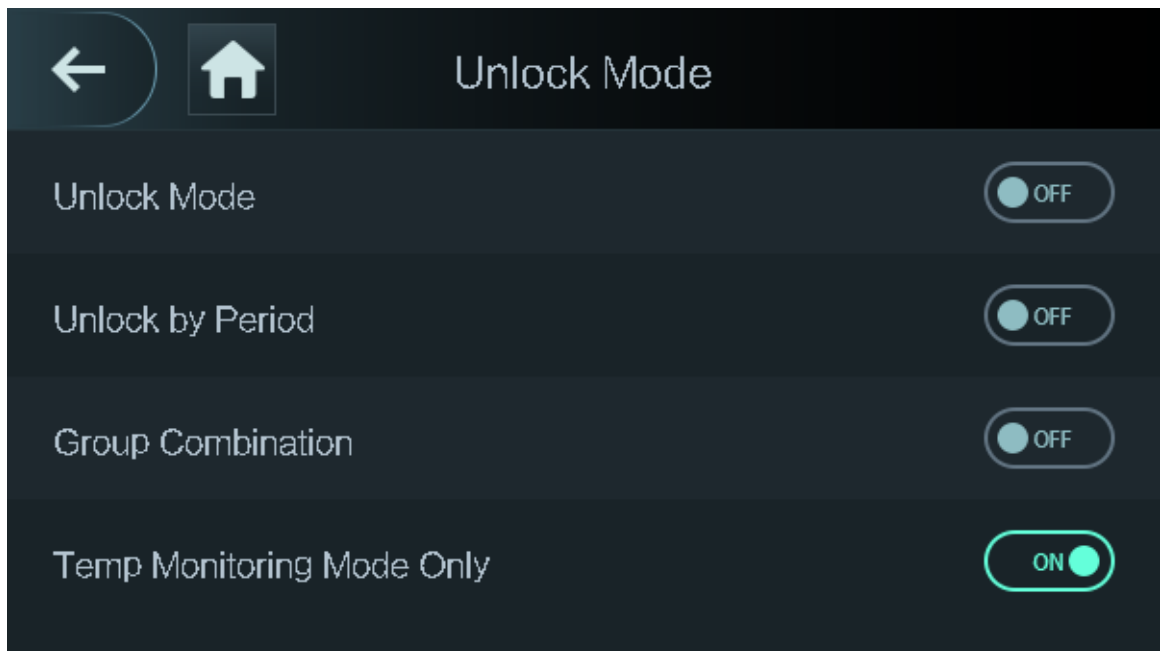 Unlock Mode
Unlock Mode OFF
Unlock by Period OFF
Group Combination OFF
Temp Monitoring Mode Only ON